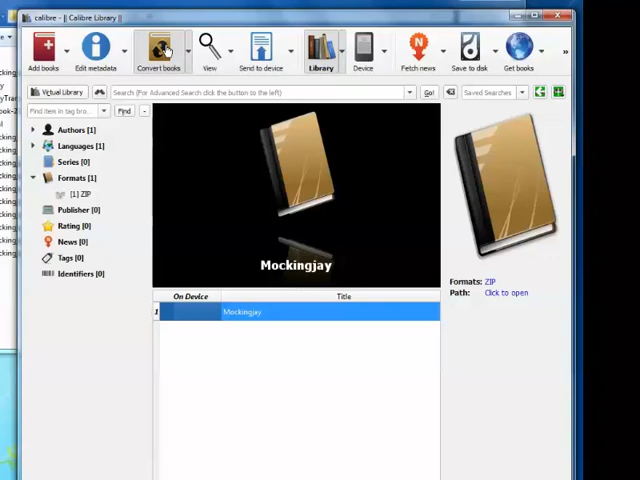 calibre - || Calibre Library ||
Add books
Edit metadata
Convert books
View
Send to device
Library
Device
Fetch news
Save to disk
Get books
»
Virtual Library
Search (For Advanced Search click the button to the left)
Go!
Saved Searches
Find item in tag brow...
Find
-
Authors [1]
Languages [1]
Series [0]
Formats [1]
[1] ZIP
Publisher [0]
Rating [0]
News [0]
Tags [0]
Identifiers [0]
Mockingjay
On Device
Title
1
Mockingjay
Formats: ZIP
Path: Click to open